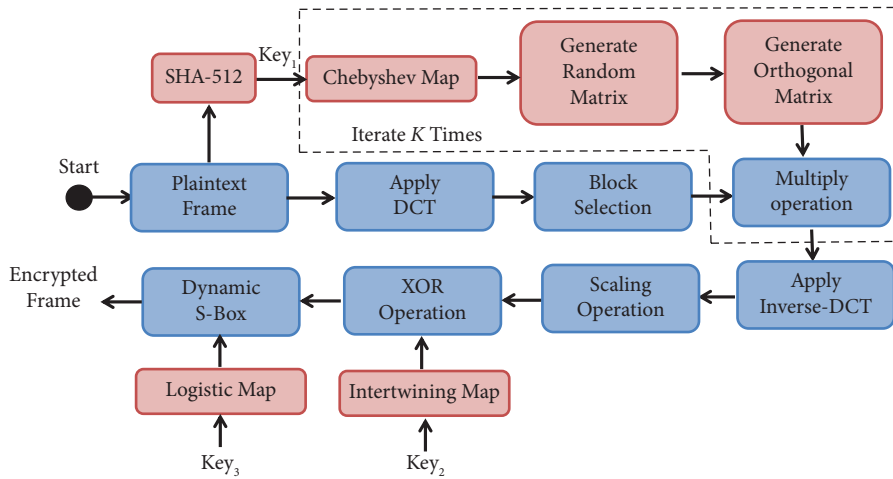 Key₁
SHA-512
Chebyshev Map
Generate
Random
Matrix
Generate
Orthogonal
Matrix
Iterate K Times
Start
Plaintext
Frame
Apply
DCT
Block
Selection
Multiply
operation
Encrypted
Frame
Dynamic
S-Box
XOR
Operation
Scaling
Operation
Apply
Inverse-DCT
Logistic Map
Intertwining Map
Key₃
Key₂